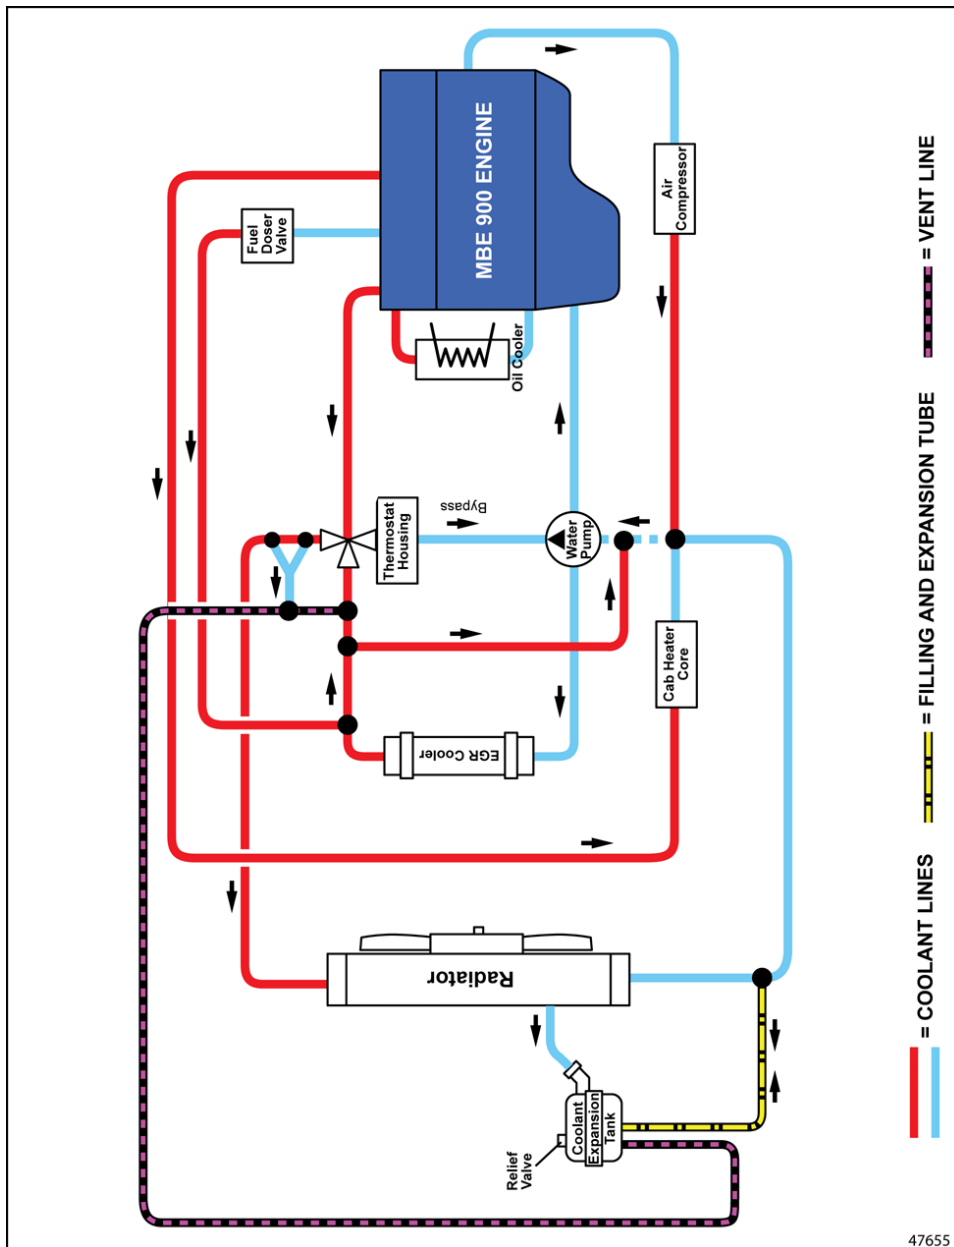 MBE 900 ENGINE
Air
Compressor
Fuel
Doser
Valve
Oil Cooler
Bypass
Thermostat
Housing
Water
Pump
Cab Heater
Core
EGR Cooler
Radiator
Coolant
Expansion
Tank
Relief
Valve
= COOLANT LINES
= FILLING AND EXPANSION TUBE
= VENT LINE
47655